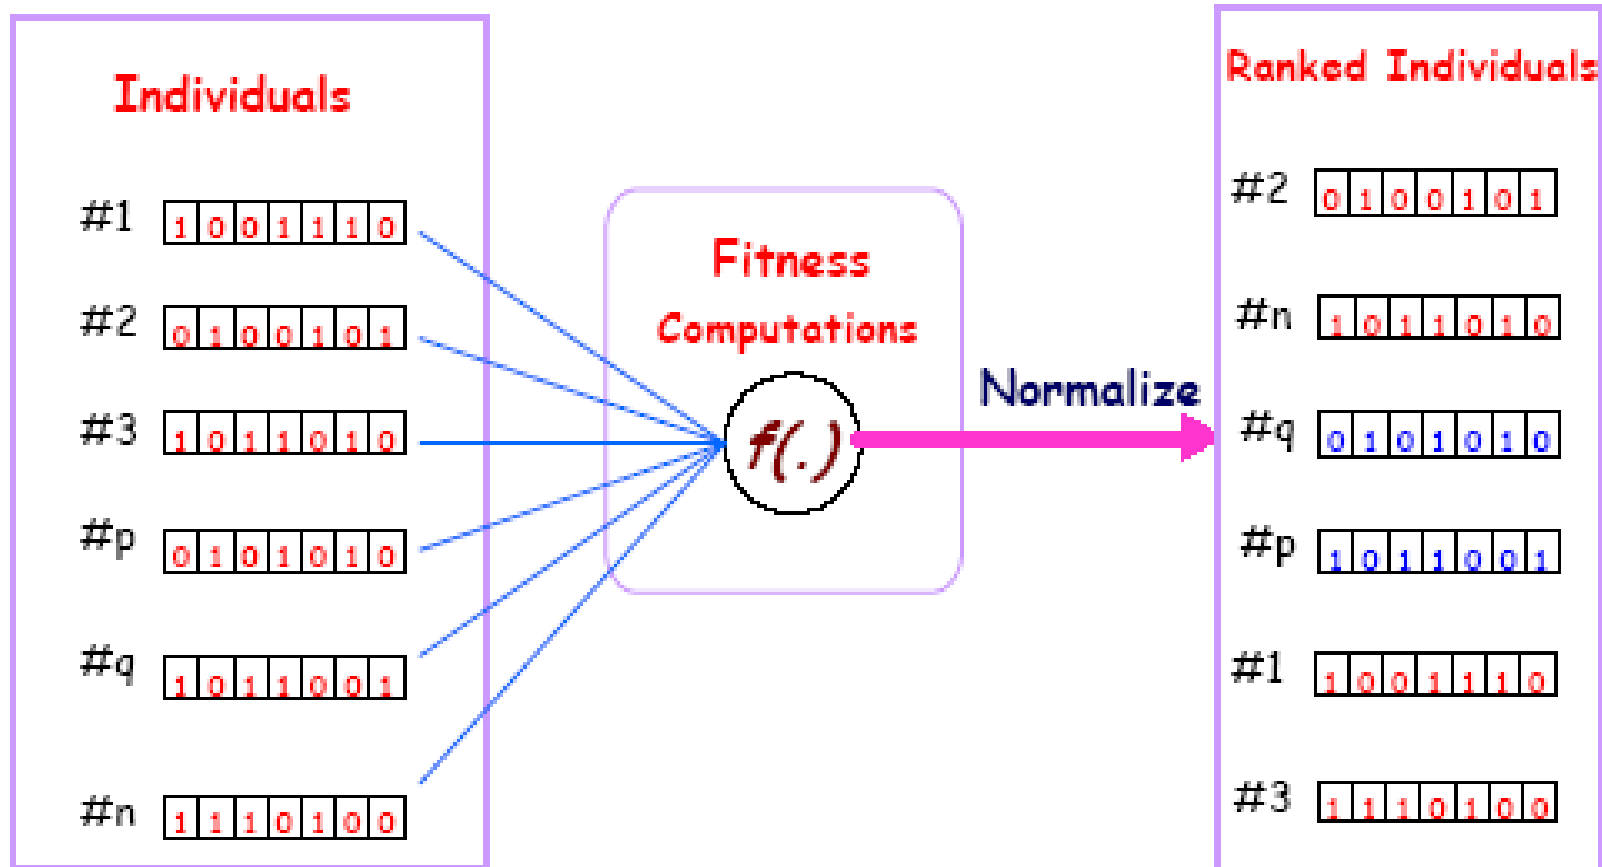 Individuals
#1 1 0 0 1 1 1 0
#2 0 1 0 0 1 0 1
#3 1 0 1 1 0 1 0
#p 0 1 0 1 0 1 0
#q 1 0 1 1 0 0 1
#n 1 1 1 0 1 0 0
Fitness
Computations
f(.)
Normalize
Ranked Individuals
#2 0 1 0 0 1 0 1
#n 1 0 1 1 0 1 0
#q 0 1 0 1 0 1 0
#p 1 0 1 1 0 0 1
#1 1 0 0 1 1 1 0
#3 1 1 1 0 1 0 0